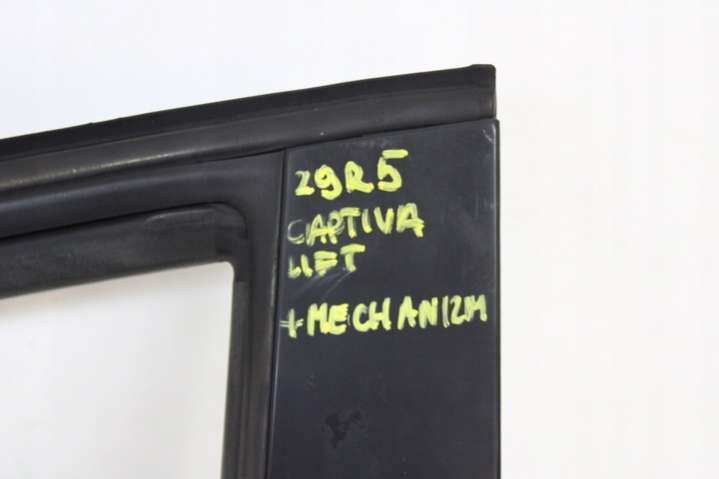 29R5
CAPTIVA
LIFT
+ MECHANIZM